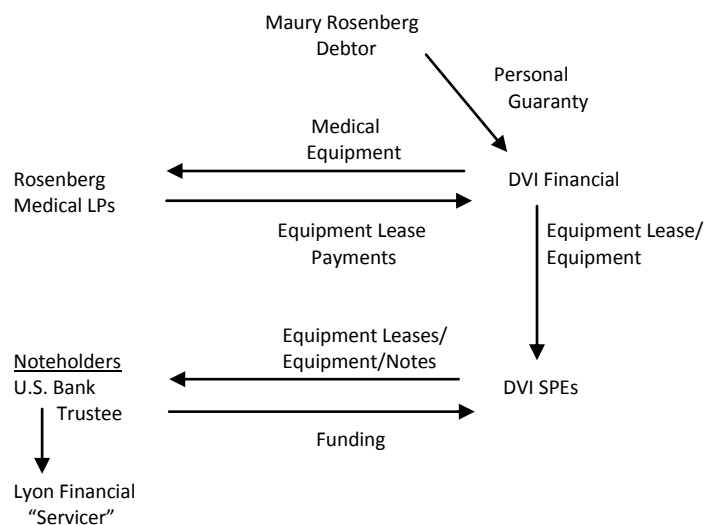 Maury Rosenberg
Debtor
Personal
Guaranty
Medical
Equipment
Rosenberg
Medical LPs
DVI Financial
Equipment Lease
Payments
Equipment Lease/
Equipment
Equipment Leases/
Equipment/Notes
Noteholders
U.S. Bank
Trustee
DVI SPEs
Funding
Lyon Financial
“Servicer”